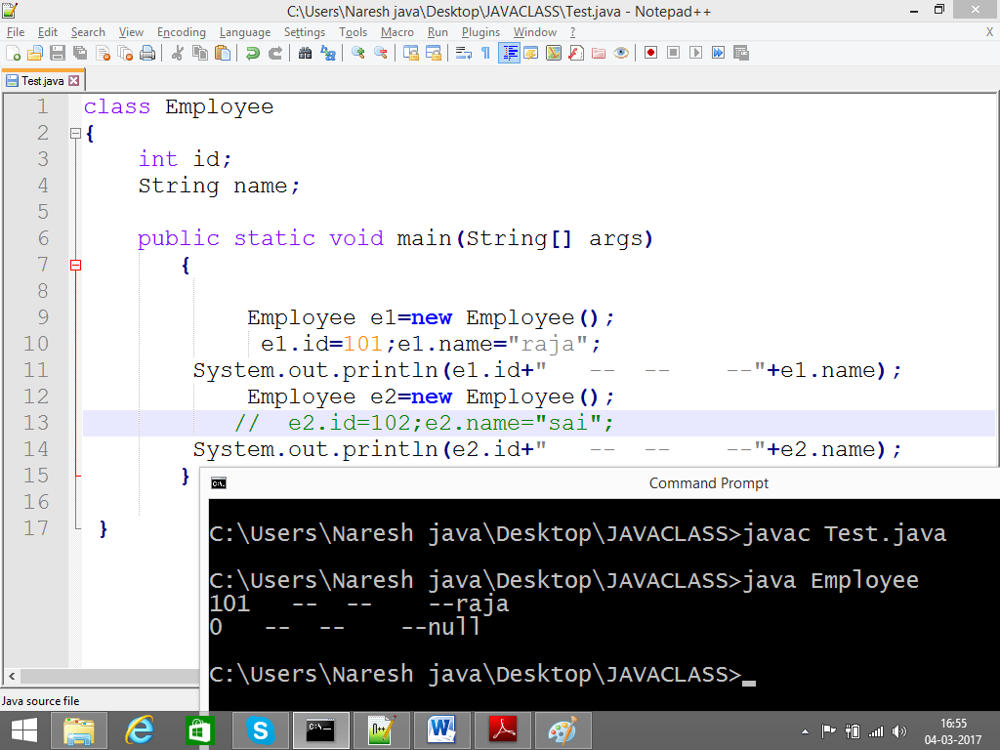 C:\Users\Naresh java\Desktop\JAVACLASS\Test.java - Notepad++
File Edit Search View Encoding Language Settings Tools Macro Run Plugins Window ? X
Test.java
1 class Employee
2 {
3 int id;
4 String name;
5
6 public static void main(String[] args)
7 {
8
9 Employee e1=new Employee();
10 e1.id=101;e1.name="raja";
11 System.out.println(e1.id+"   --  --    --"+e1.name);
12 Employee e2=new Employee();
13 //  e2.id=102;e2.name="sai";
14 System.out.println(e2.id+"   --  --    --"+e2.name);
15 }
16
17 }
Command Prompt
C:\Users\Naresh java\Desktop\JAVACLASS>javac Test.java
C:\Users\Naresh java\Desktop\JAVACLASS>java Employee
101   --  --    --raja
0   --  --    --null
C:\Users\Naresh java\Desktop\JAVACLASS>_
Java source file
16:55
04-03-2017